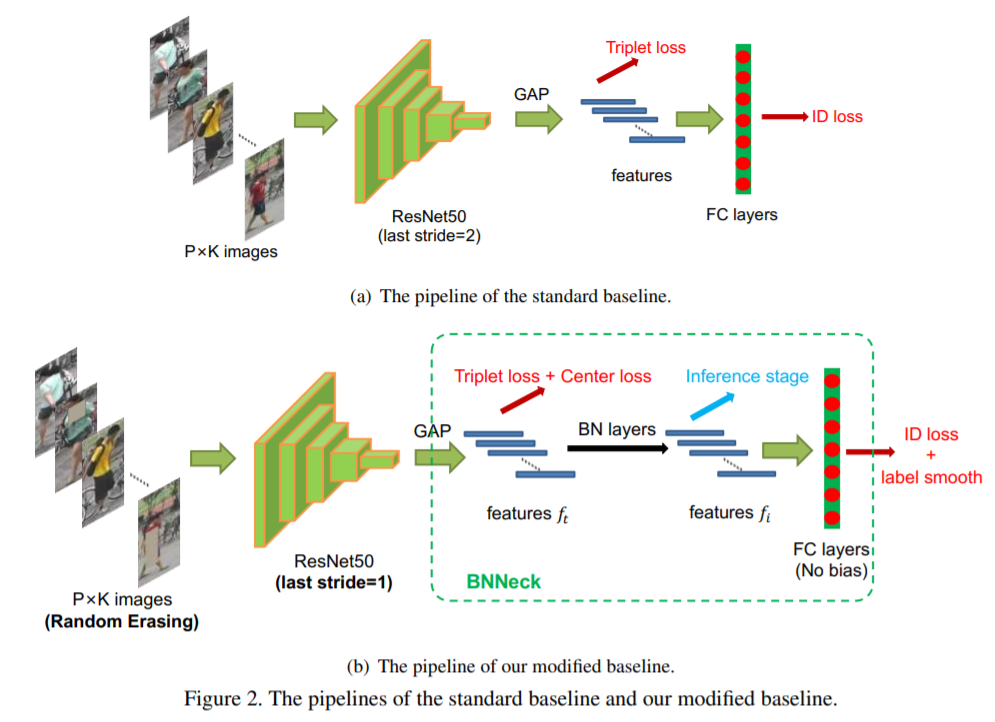 Triplet loss
GAP
ID loss
features
FC layers
ResNet50
(last stride=2)
P×K images
(a) The pipeline of the standard baseline.
Triplet loss + Center loss
Inference stage
GAP
BN layers
ID loss
+
label smooth
features fₜ
features fᵢ
FC layers
(No bias)
ResNet50
(last stride=1)
BNNeck
P×K images
(Random Erasing)
(b) The pipeline of our modified baseline.
Figure 2. The pipelines of the standard baseline and our modified baseline.